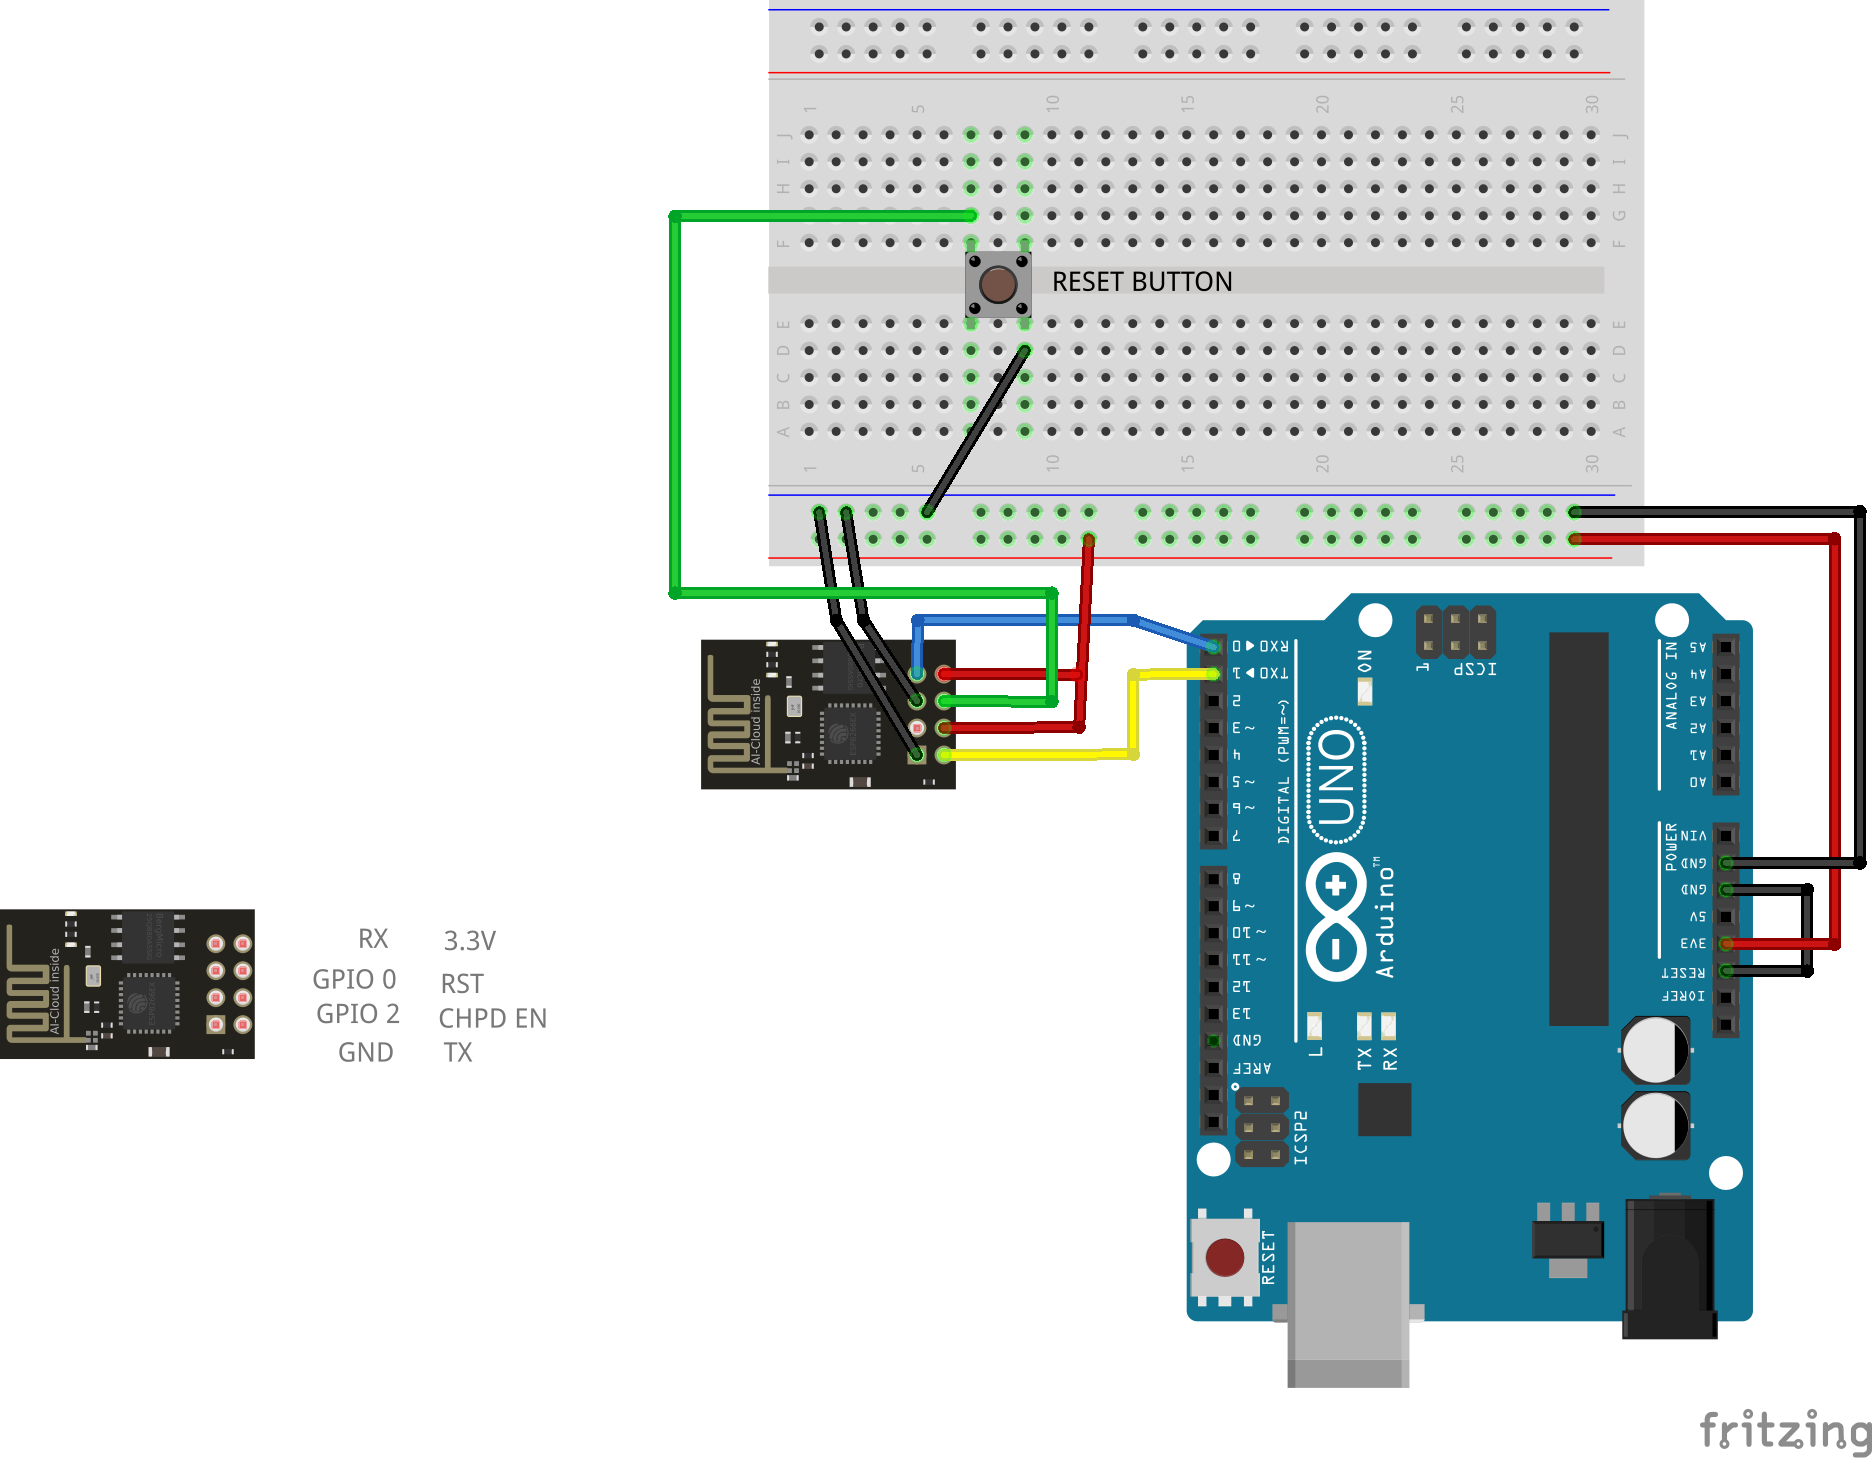 1 5 10 15 20 25 30
J J
I I
H H
G G
F F
RESET BUTTON
E E
D D
C C
B B
A A
1 5 10 15 20 25 30
AI-Cloud inside
RX0 ◀ 0
TX0 ▶ 1
2
~ 3
4
~ 5
~ 6
7
DIGITAL (PWM=~)
8
~ 9
~ 10
~ 11
12
13
GND
AREF
ON
1 ICSP
UNO
Arduino™
L
TX
RX
ICSP2
RESET
ANALOG IN
A5
A4
A3
A2
A1
A0
POWER
VIN
GND
GND
5V
3V3
RESET
IOREF
AI-Cloud inside
RX 3.3V
GPIO 0 RST
GPIO 2 CHPD EN
GND TX
fritzing